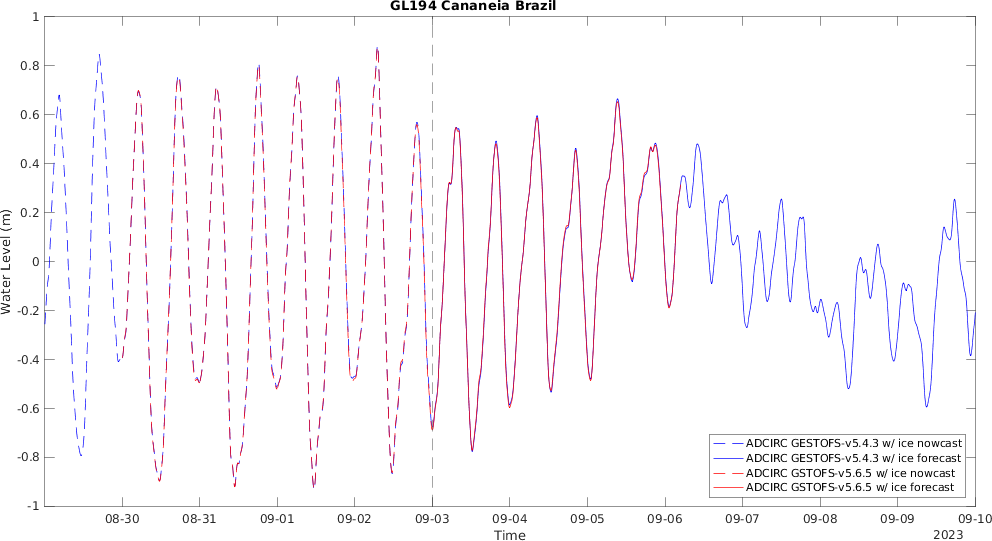 GL194 Cananeia Brazil
1
0.8
0.6
0.4
0.2
0
-0.2
-0.4
-0.6
-0.8
-1
Water Level (m)
ADCIRC GESTOFS-v5.4.3 w/ ice nowcast
ADCIRC GESTOFS-v5.4.3 w/ ice forecast
ADCIRC GSTOFS-v5.6.5 w/ ice nowcast
ADCIRC GSTOFS-v5.6.5 w/ ice forecast
08-30 08-31 09-01 09-02 09-03 09-04 09-05 09-06 09-07 09-08 09-09 09-10
Time
2023